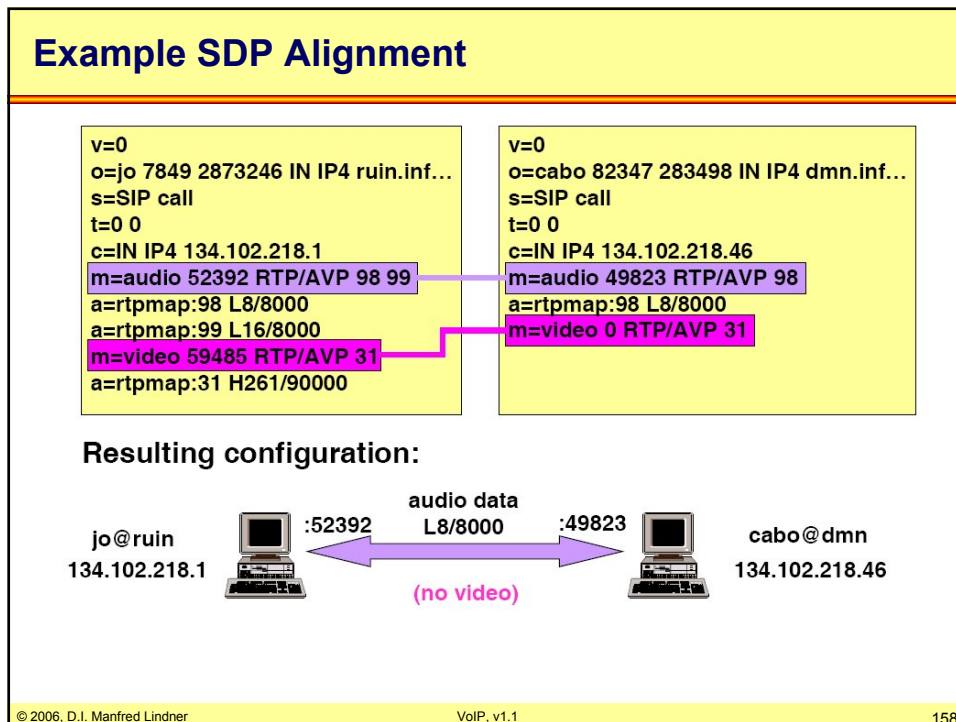 Example SDP Alignment
v=0
o=jo 7849 2873246 IN IP4 ruin.inf…
s=SIP call
t=0 0
c=IN IP4 134.102.218.1
m=audio 52392 RTP/AVP 98 99
a=rtpmap:98 L8/8000
a=rtpmap:99 L16/8000
m=video 59485 RTP/AVP 31
a=rtpmap:31 H261/90000
v=0
o=cabo 82347 283498 IN IP4 dmn.inf…
s=SIP call
t=0 0
c=IN IP4 134.102.218.46
m=audio 49823 RTP/AVP 98
a=rtpmap:98 L8/8000
m=video 0 RTP/AVP 31
Resulting configuration:
jo@ruin
134.102.218.1
:52392
audio data
L8/8000
:49823
(no video)
cabo@dmn
134.102.218.46
© 2006, D.I. Manfred Lindner
VoIP, v1.1
158